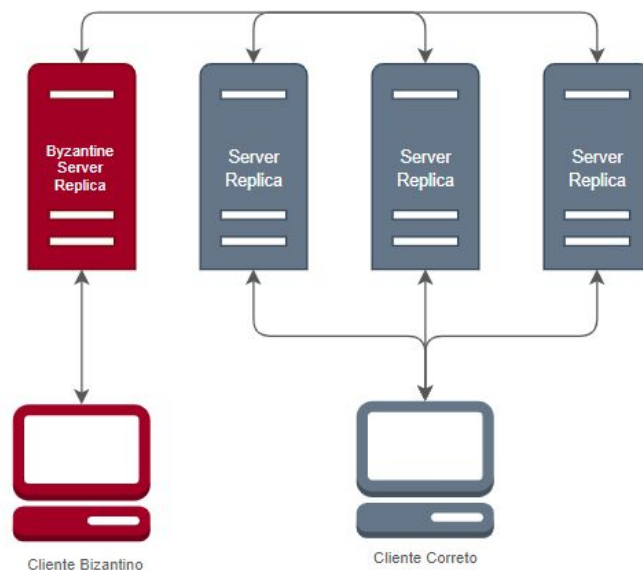 Byzantine
Server
Replica
Server
Replica
Server
Replica
Server
Replica
Cliente Bizantino
Cliente Correto